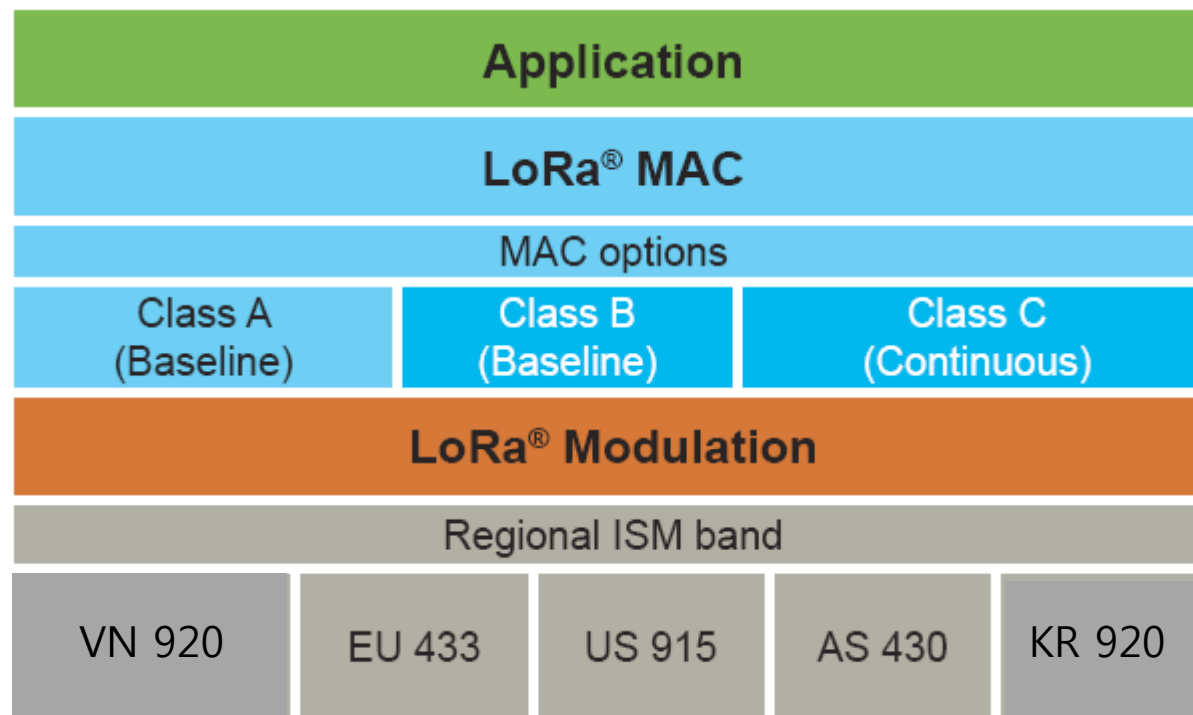 Application
LoRa® MAC
MAC options
Class A
(Baseline)
Class B
(Baseline)
Class C
(Continuous)
LoRa® Modulation
Regional ISM band
VN 920
EU 433
US 915
AS 430
KR 920